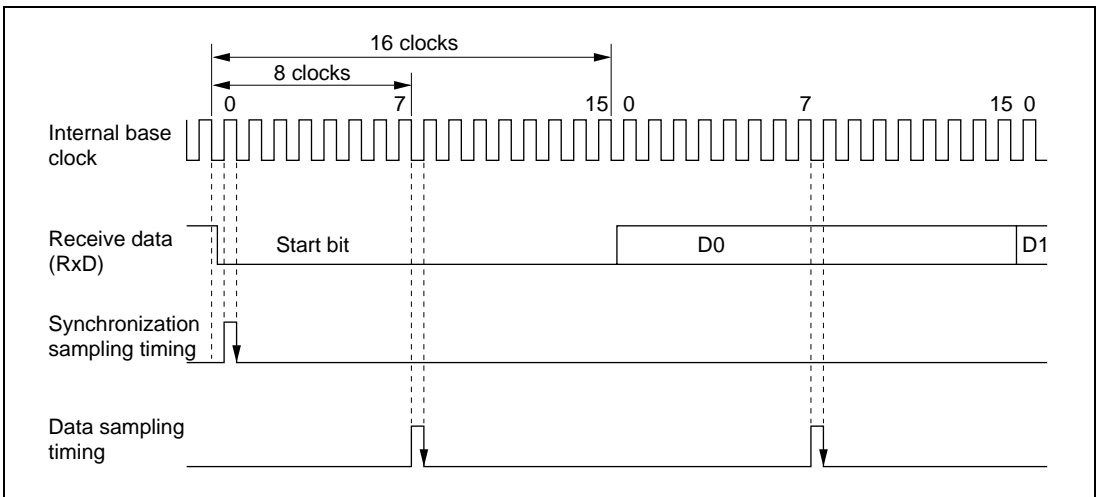 16 clocks
8 clocks
0 7 15 0 7 15 0
Internal base
clock
Receive data
(RxD)
Start bit D0 D1
Synchronization
sampling timing
Data sampling
timing